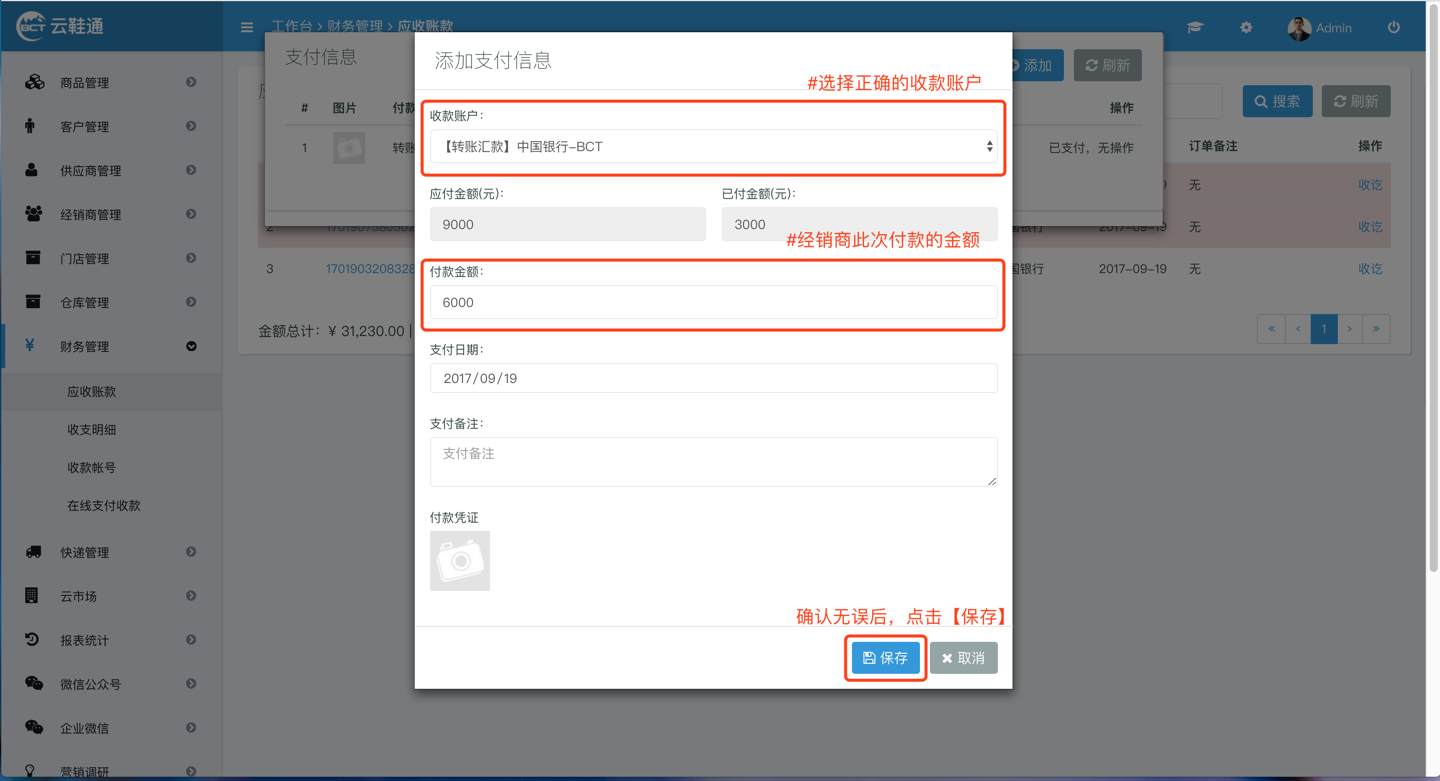 BCT 云鞋通
工作台 > 财务管理 > 应收账款
Admin
商品管理
客户管理
供应商管理
经销商管理
门店管理
仓库管理
¥ 财务管理
应收账款
收支明细
收款帐号
在线支付收款
快递管理
云市场
报表统计
微信公众号
企业微信
营销调研
支付信息
添加
刷新
# 图片 付款 操作
1 转账 已支付，无操作
搜索
刷新
订单备注 操作
无 收讫
2017-09-19 无 收讫
3 1701903208328 国银行 2017-09-19 无 收讫
金额总计：¥ 31,230.00 |
« ‹ 1 › »
添加支付信息
#选择正确的收款账户
收款账户：
【转账汇款】中国银行-BCT
应付金额(元)： 已付金额(元)：
9000 3000
#经销商此次付款的金额
付款金额：
6000
支付日期：
2017/09/19
支付备注：
支付备注
付款凭证
确认无误后，点击【保存】
保存 取消